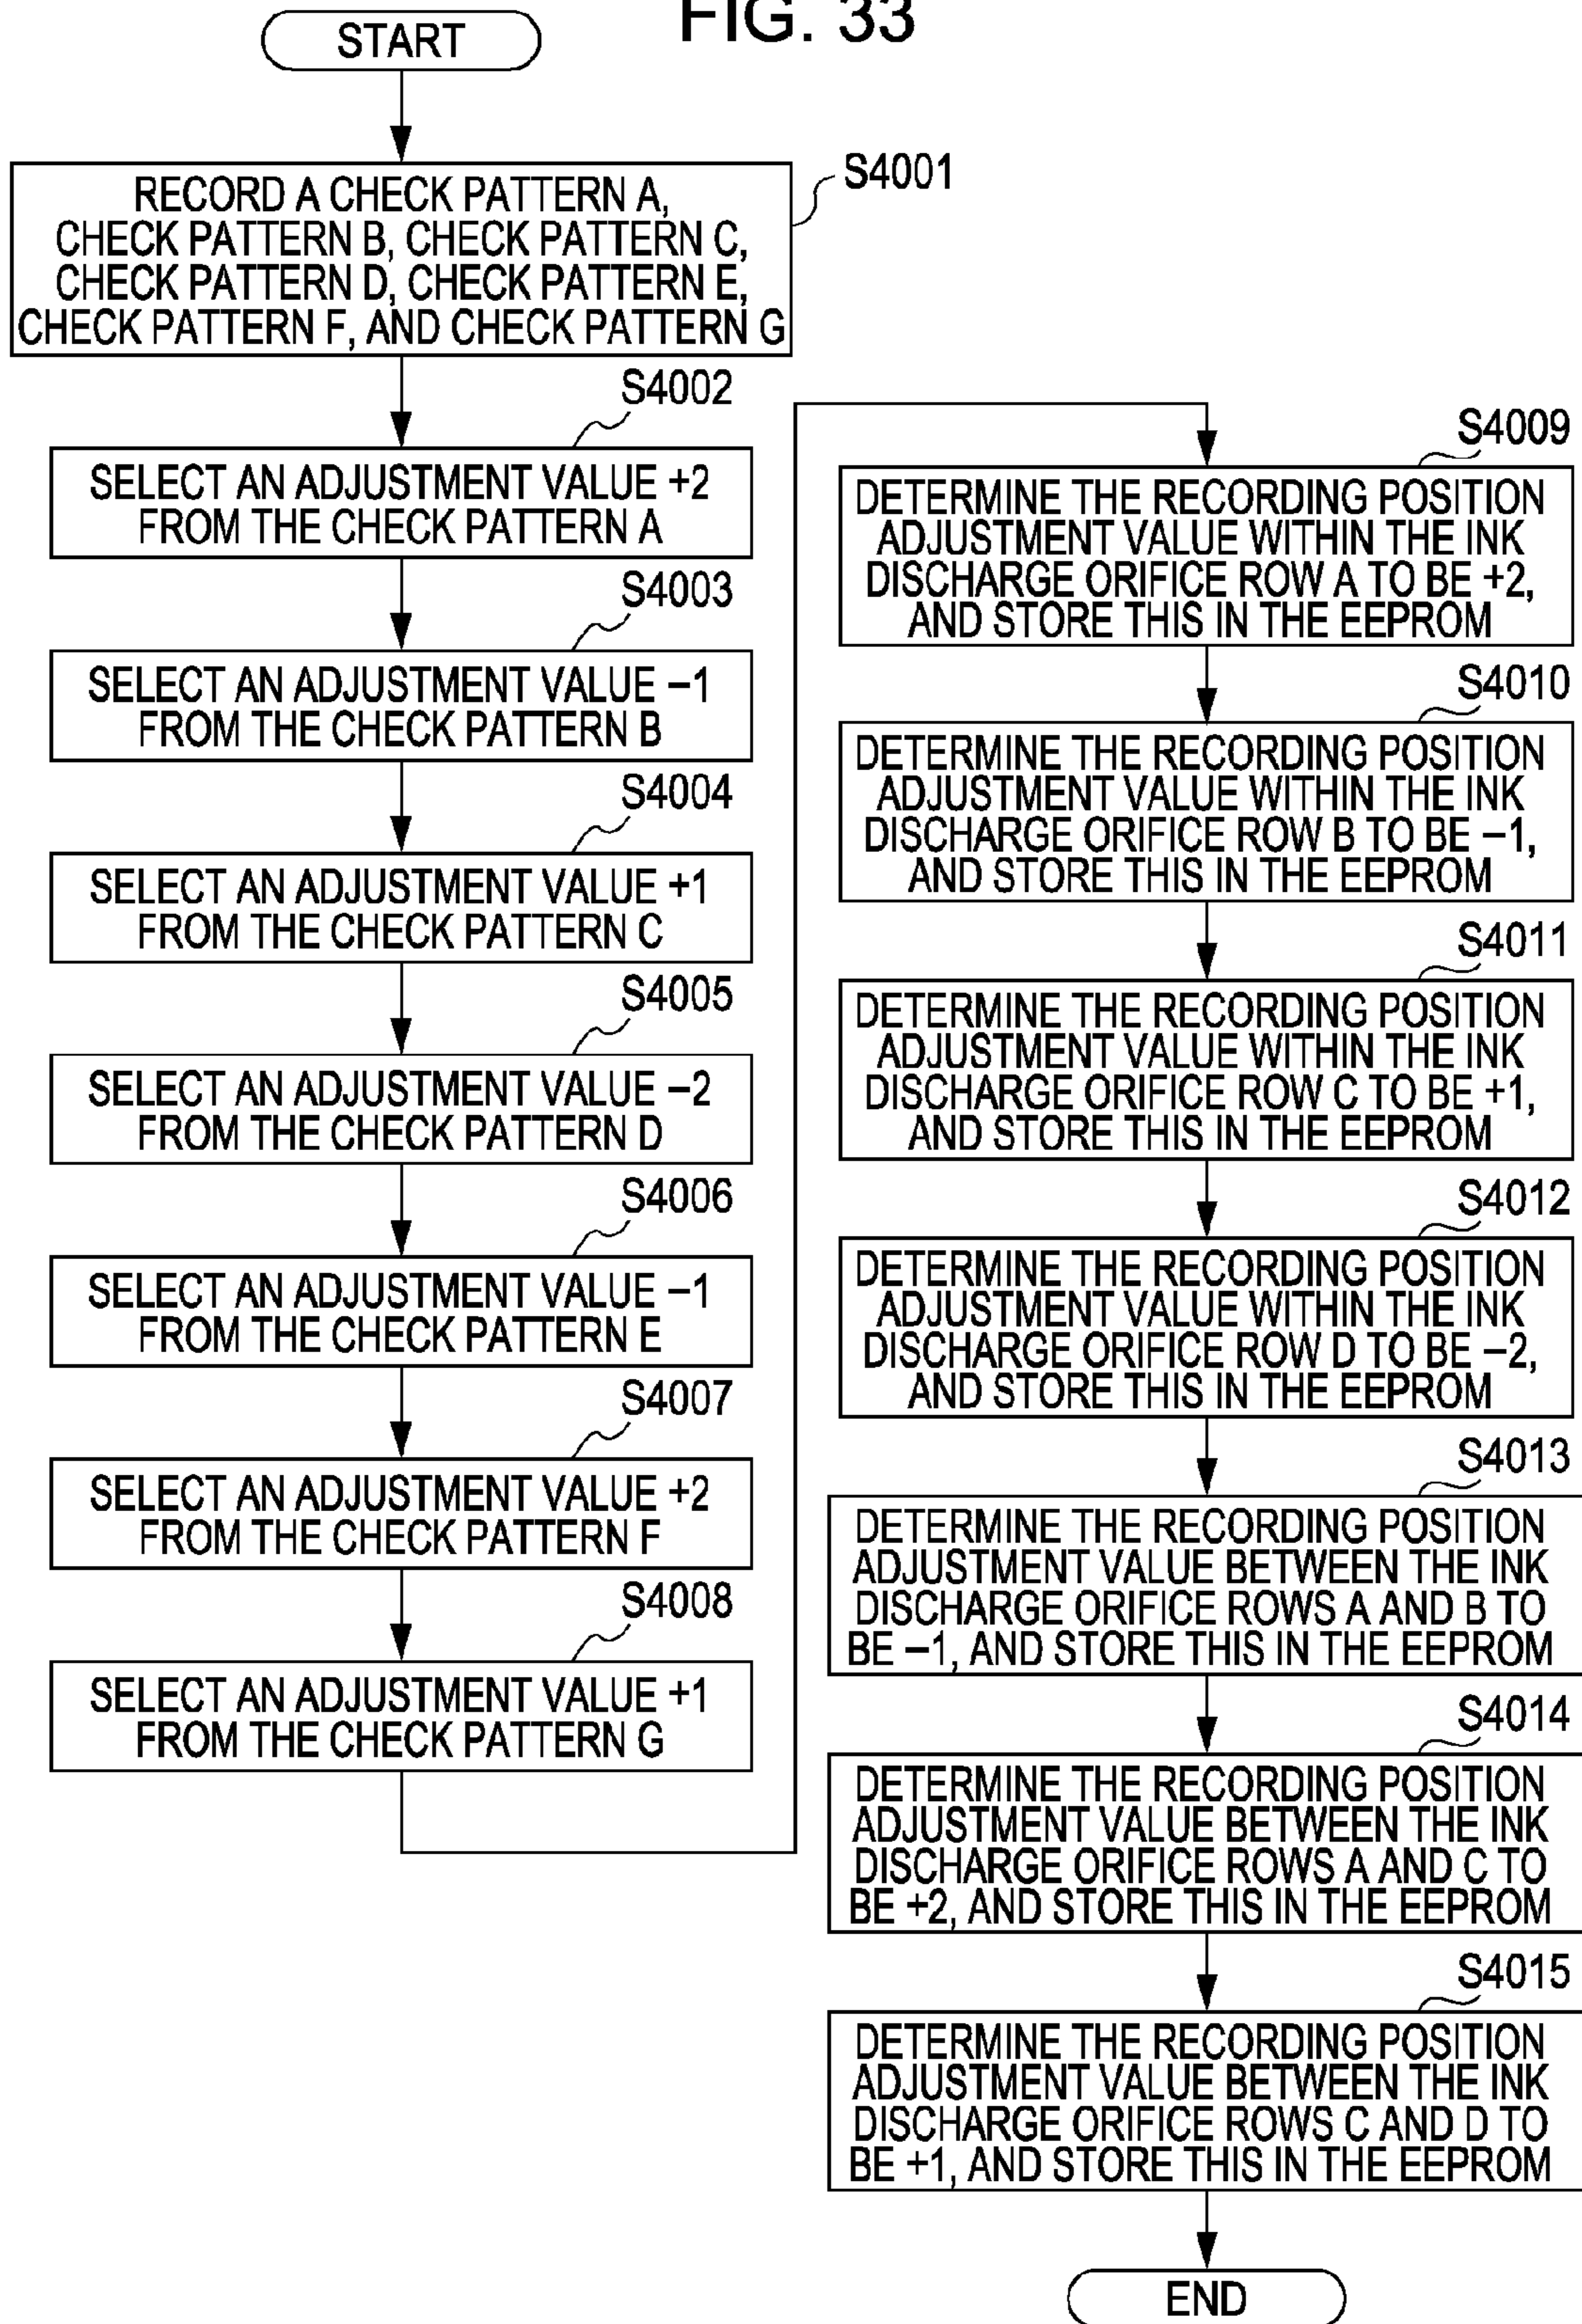 FIG. 33
START
S4001
RECORD A CHECK PATTERN A,
CHECK PATTERN B, CHECK PATTERN C,
CHECK PATTERN D, CHECK PATTERN E,
CHECK PATTERN F, AND CHECK PATTERN G
S4002
SELECT AN ADJUSTMENT VALUE +2
FROM THE CHECK PATTERN A
S4003
SELECT AN ADJUSTMENT VALUE –1
FROM THE CHECK PATTERN B
S4004
SELECT AN ADJUSTMENT VALUE +1
FROM THE CHECK PATTERN C
S4005
SELECT AN ADJUSTMENT VALUE –2
FROM THE CHECK PATTERN D
S4006
SELECT AN ADJUSTMENT VALUE –1
FROM THE CHECK PATTERN E
S4007
SELECT AN ADJUSTMENT VALUE +2
FROM THE CHECK PATTERN F
S4008
SELECT AN ADJUSTMENT VALUE +1
FROM THE CHECK PATTERN G
S4009
DETERMINE THE RECORDING POSITION
ADJUSTMENT VALUE WITHIN THE INK
DISCHARGE ORIFICE ROW A TO BE +2,
AND STORE THIS IN THE EEPROM
S4010
DETERMINE THE RECORDING POSITION
ADJUSTMENT VALUE WITHIN THE INK
DISCHARGE ORIFICE ROW B TO BE –1,
AND STORE THIS IN THE EEPROM
S4011
DETERMINE THE RECORDING POSITION
ADJUSTMENT VALUE WITHIN THE INK
DISCHARGE ORIFICE ROW C TO BE +1,
AND STORE THIS IN THE EEPROM
S4012
DETERMINE THE RECORDING POSITION
ADJUSTMENT VALUE WITHIN THE INK
DISCHARGE ORIFICE ROW D TO BE –2,
AND STORE THIS IN THE EEPROM
S4013
DETERMINE THE RECORDING POSITION
ADJUSTMENT VALUE BETWEEN THE INK
DISCHARGE ORIFICE ROWS A AND B TO
BE –1, AND STORE THIS IN THE EEPROM
S4014
DETERMINE THE RECORDING POSITION
ADJUSTMENT VALUE BETWEEN THE INK
DISCHARGE ORIFICE ROWS A AND C TO
BE +2, AND STORE THIS IN THE EEPROM
S4015
DETERMINE THE RECORDING POSITION
ADJUSTMENT VALUE BETWEEN THE INK
DISCHARGE ORIFICE ROWS C AND D TO
BE +1, AND STORE THIS IN THE EEPROM
END